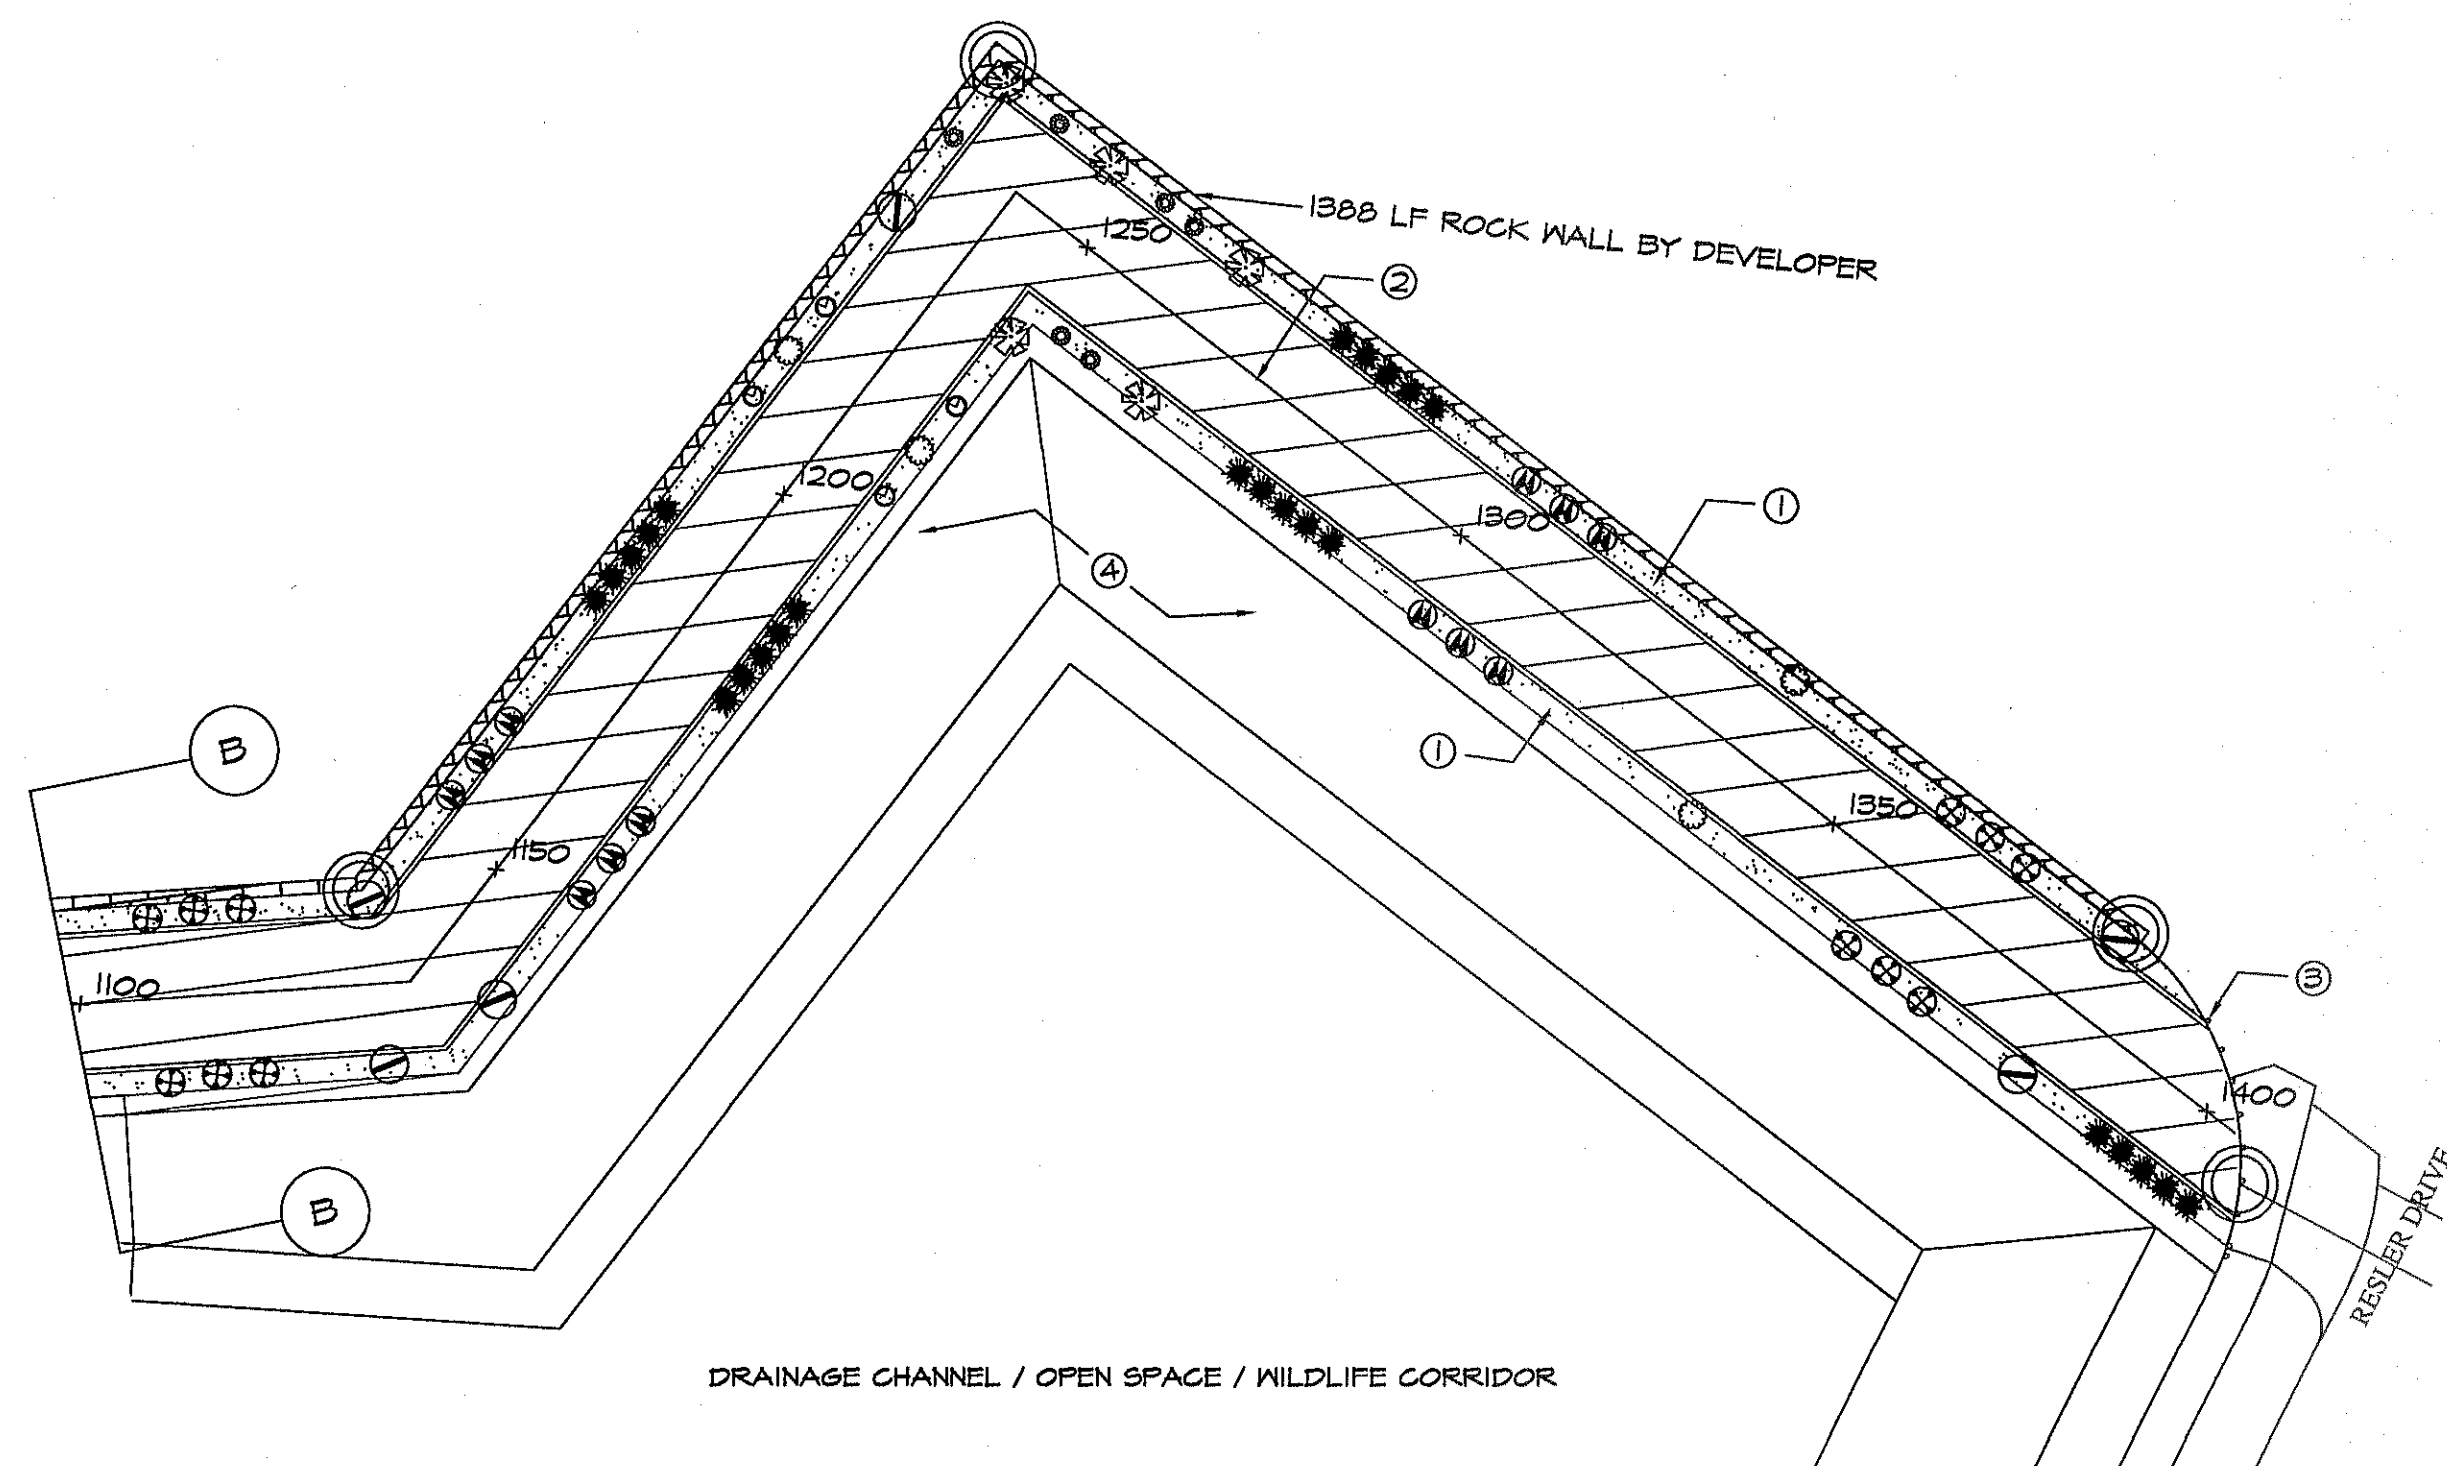 1388 LF ROCK WALL BY DEVELOPER
1250
2
1200
1300
1
4
B
1
1350
1150
3
1100
1400
B
RESLER DRIVE
DRAINAGE CHANNEL / OPEN SPACE / WILDLIFE CORRIDOR